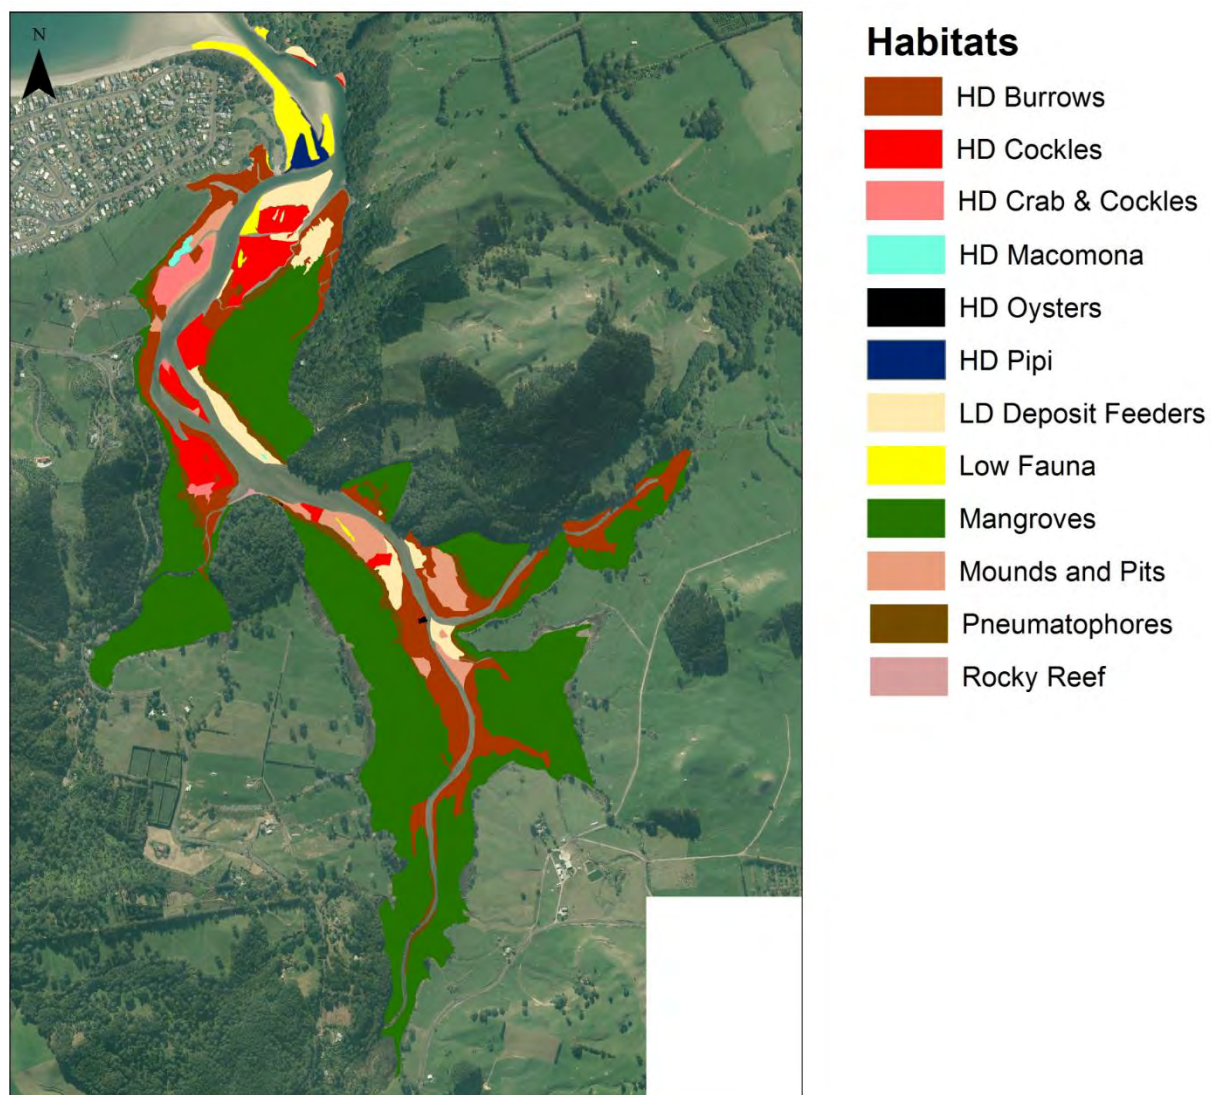 N
Habitats
HD Burrows
HD Cockles
HD Crab & Cockles
HD Macomona
HD Oysters
HD Pipi
LD Deposit Feeders
Low Fauna
Mangroves
Mounds and Pits
Pneumatophores
Rocky Reef